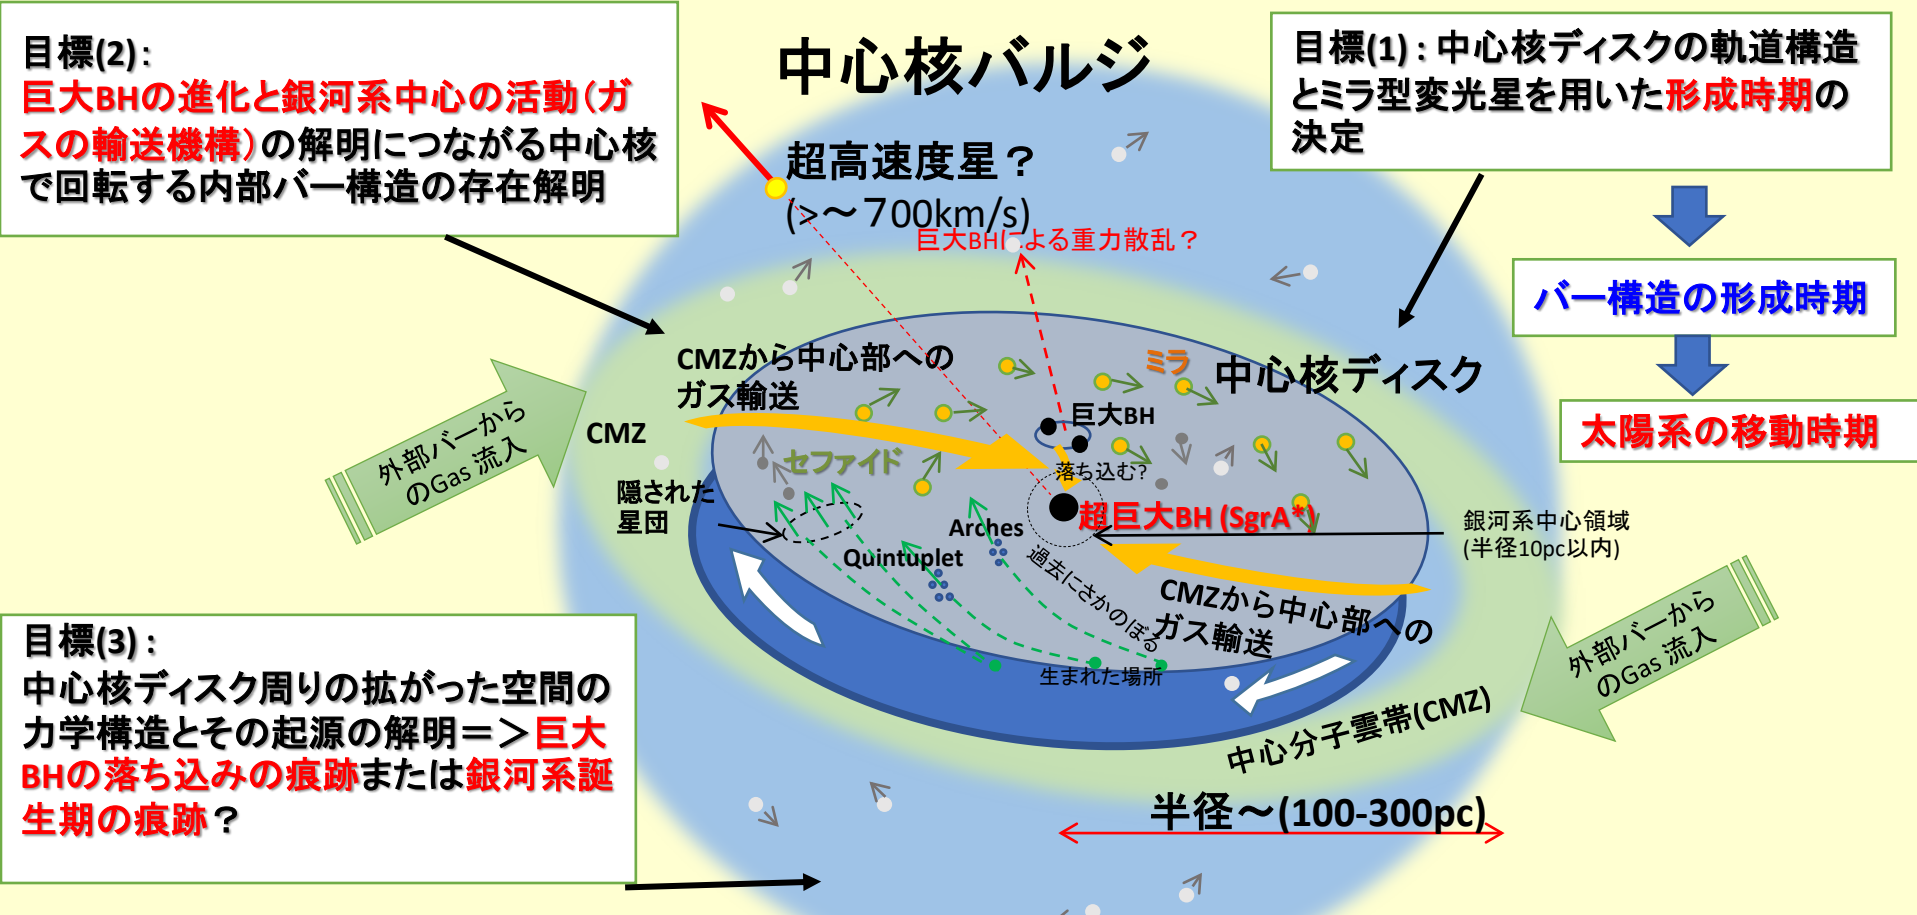 目標(2):
巨大BHの進化と銀河系中心の活動(ガ
スの輸送機構)の解明につながる中心核
で回転する内部バー構造の存在解明
中心核バルジ
目標(1):中心核ディスクの軌道構造
とミラ型変光星を用いた形成時期の
決定
超高速度星?
(>~700km/s)
巨大BHによる重力散乱?
バー構造の形成時期
太陽系の移動時期
CMZから中心部への
ガス輸送
ミラ
中心核ディスク
巨大BH
外部バーから
のGas 流入
CMZ
セファイド
落ち込む?
隠された
星団
Arches
超巨大BH (SgrA*)
銀河系中心領域
(半径10pc以内)
Quintuplet
過去にさかのぼる
CMZから中心部への
ガス輸送
生まれた場所
外部バーから
のGas 流入
中心分子雲帯(CMZ)
半径~(100-300pc)
目標(3):
中心核ディスク周りの拡がった空間の
力学構造とその起源の解明=>巨大
BHの落ち込みの痕跡または銀河系誕
生期の痕跡?